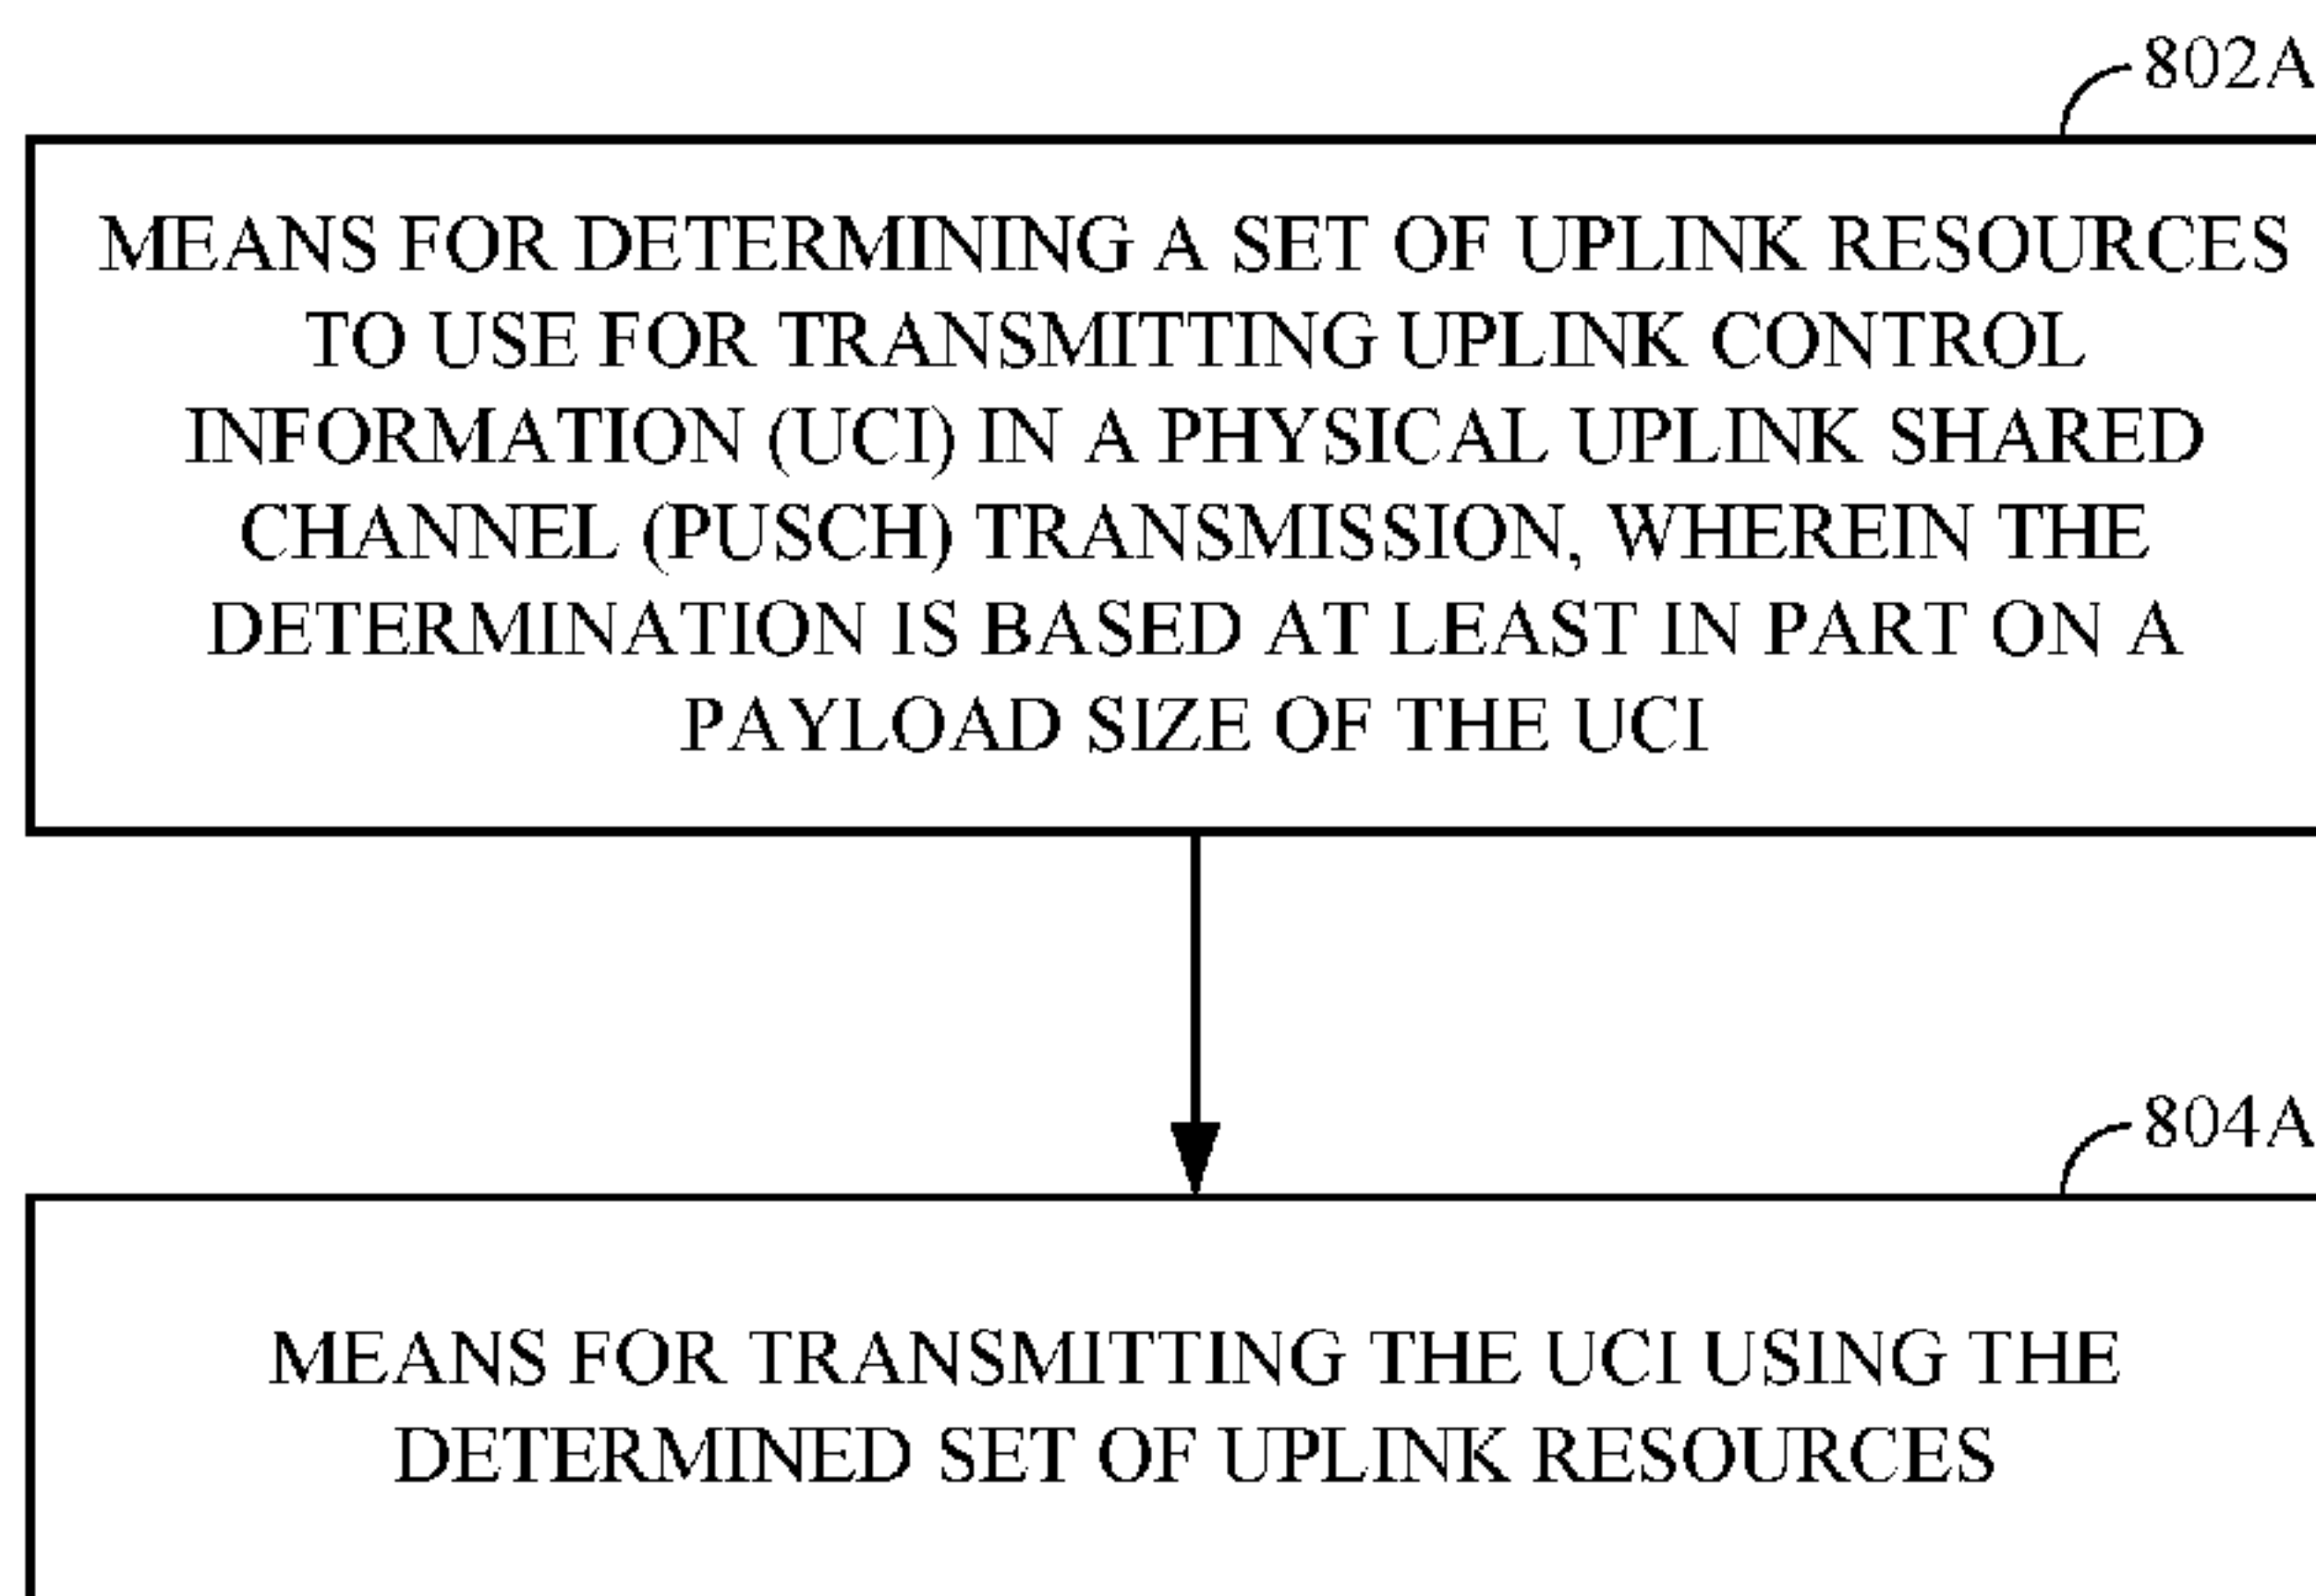 802A
MEANS FOR DETERMINING A SET OF UPLINK RESOURCES
TO USE FOR TRANSMITTING UPLINK CONTROL
INFORMATION (UCI) IN A PHYSICAL UPLINK SHARED
CHANNEL (PUSCH) TRANSMISSION, WHEREIN THE
DETERMINATION IS BASED AT LEAST IN PART ON A
PAYLOAD SIZE OF THE UCI
804A
MEANS FOR TRANSMITTING THE UCI USING THE
DETERMINED SET OF UPLINK RESOURCES